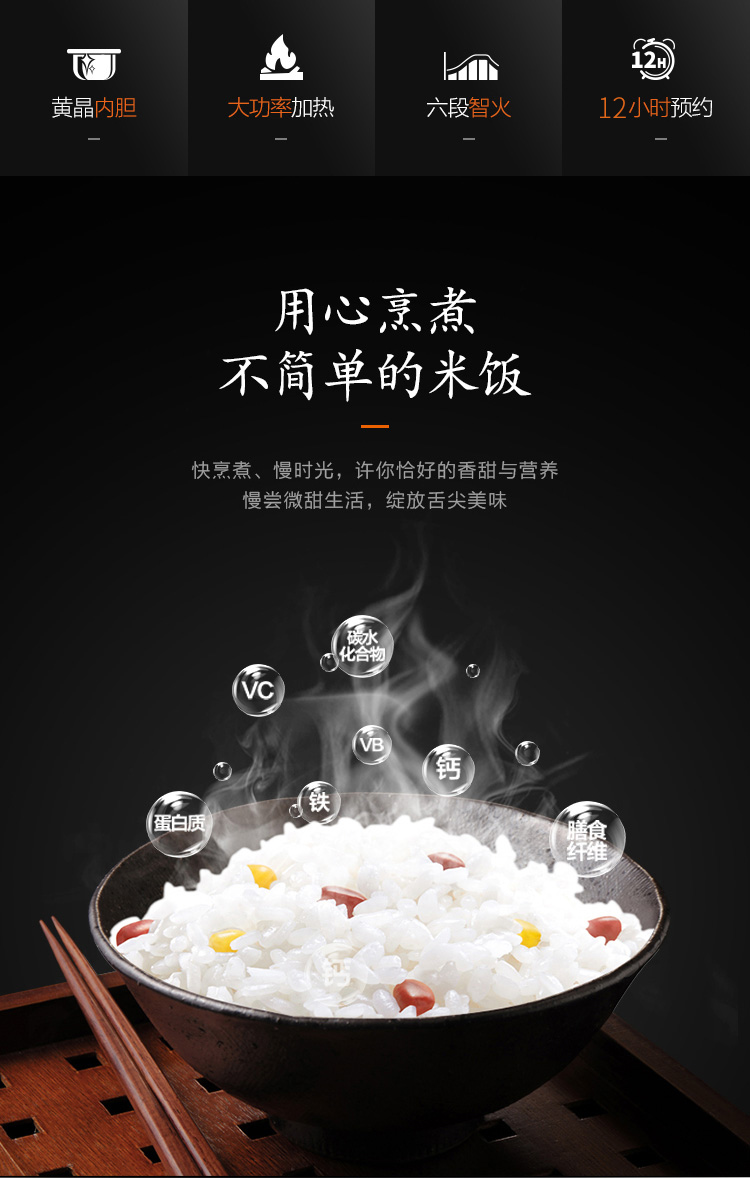 12H
黄晶内胆
大功率加热
六段智火
12小时预约
用心烹煮
不简单的米饭
快烹煮、慢时光，许你恰好的香甜与营养
慢尝微甜生活，绽放舌尖美味
碳水
化合物
VC
VB
钙
铁
蛋白质
膳食
纤维
钙